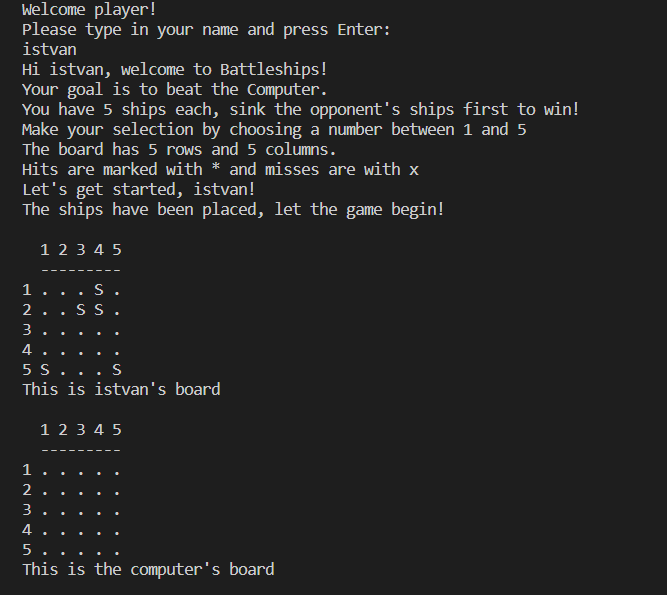 Welcome player!
Please type in your name and press Enter:
istvan
Hi istvan, welcome to Battleships!
Your goal is to beat the Computer.
You have 5 ships each, sink the opponent's ships first to win!
Make your selection by choosing a number between 1 and 5
The board has 5 rows and 5 columns.
Hits are marked with * and misses are with x
Let's get started, istvan!
The ships have been placed, let the game begin!

  1 2 3 4 5
  ---------
1 . . . S .
2 . . S S .
3 . . . . .
4 . . . . .
5 S . . . S
This is istvan's board

  1 2 3 4 5
  ---------
1 . . . . .
2 . . . . .
3 . . . . .
4 . . . . .
5 . . . . .
This is the computer's board